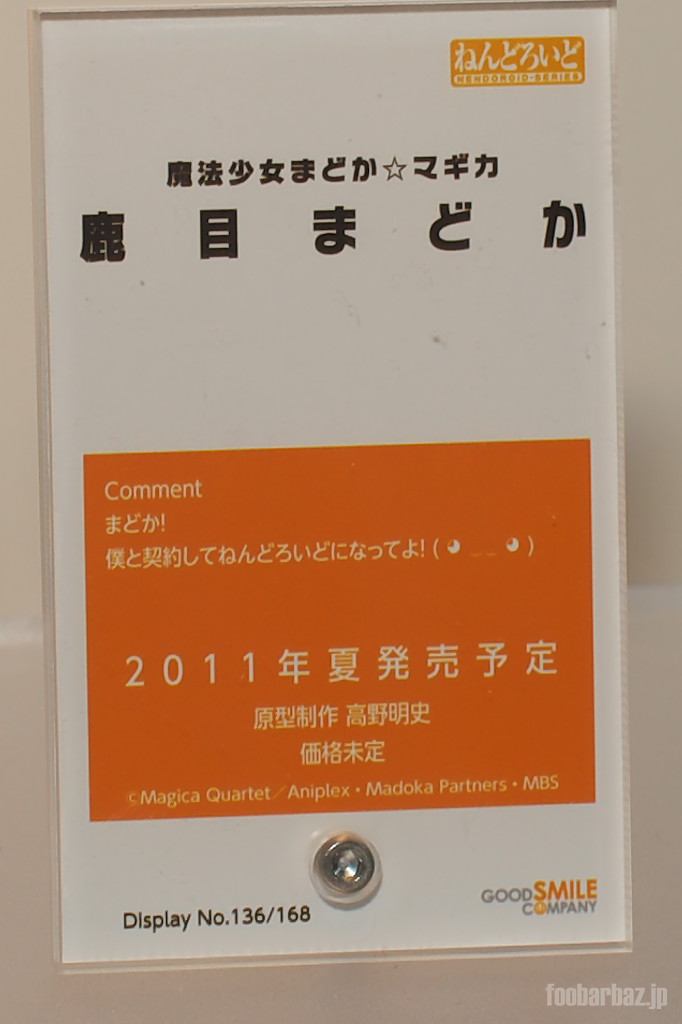 ねんどろいど
NENDOROID-SERIES
魔法少女まどか☆マギカ
鹿目まどか
Comment
まどか!
僕と契約してねんどろいどになってよ! ( ◕ __ ◕ )
2011年夏発売予定
原型制作 高野明史
価格未定
©Magica Quartet／Aniplex・Madoka Partners・MBS
Display No.136/168
GOOD SMILE
COMPANY
foobarbaz.jp